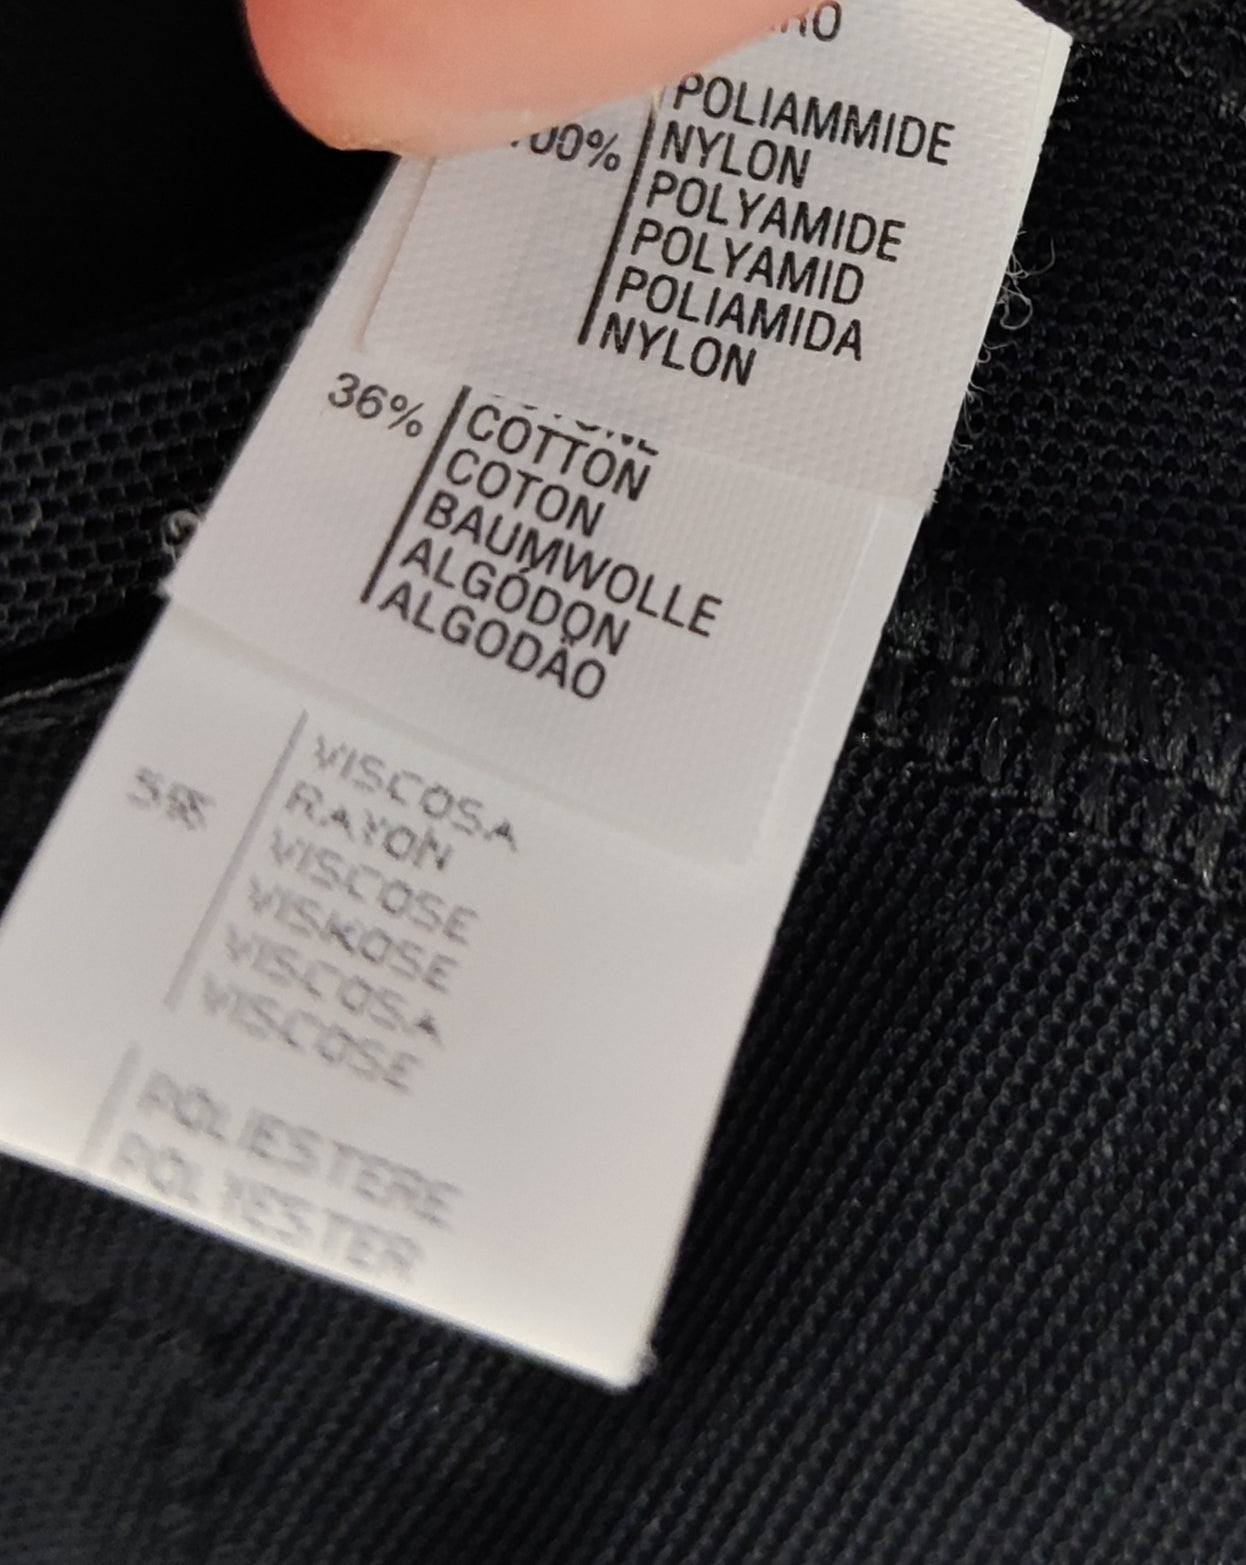 POLIAMMIDE
NYLON
POLYAMIDE
POLYAMID
POLIAMIDA
NYLON
36%
COTTON
COTON
BAUMWOLLE
ALGÓDON
ALGODÃO
VISCOSA
RAYON
VISCOSE
VISKOSE
VISCOSA
VISCOSE
POLIESTERE
POLYESTER